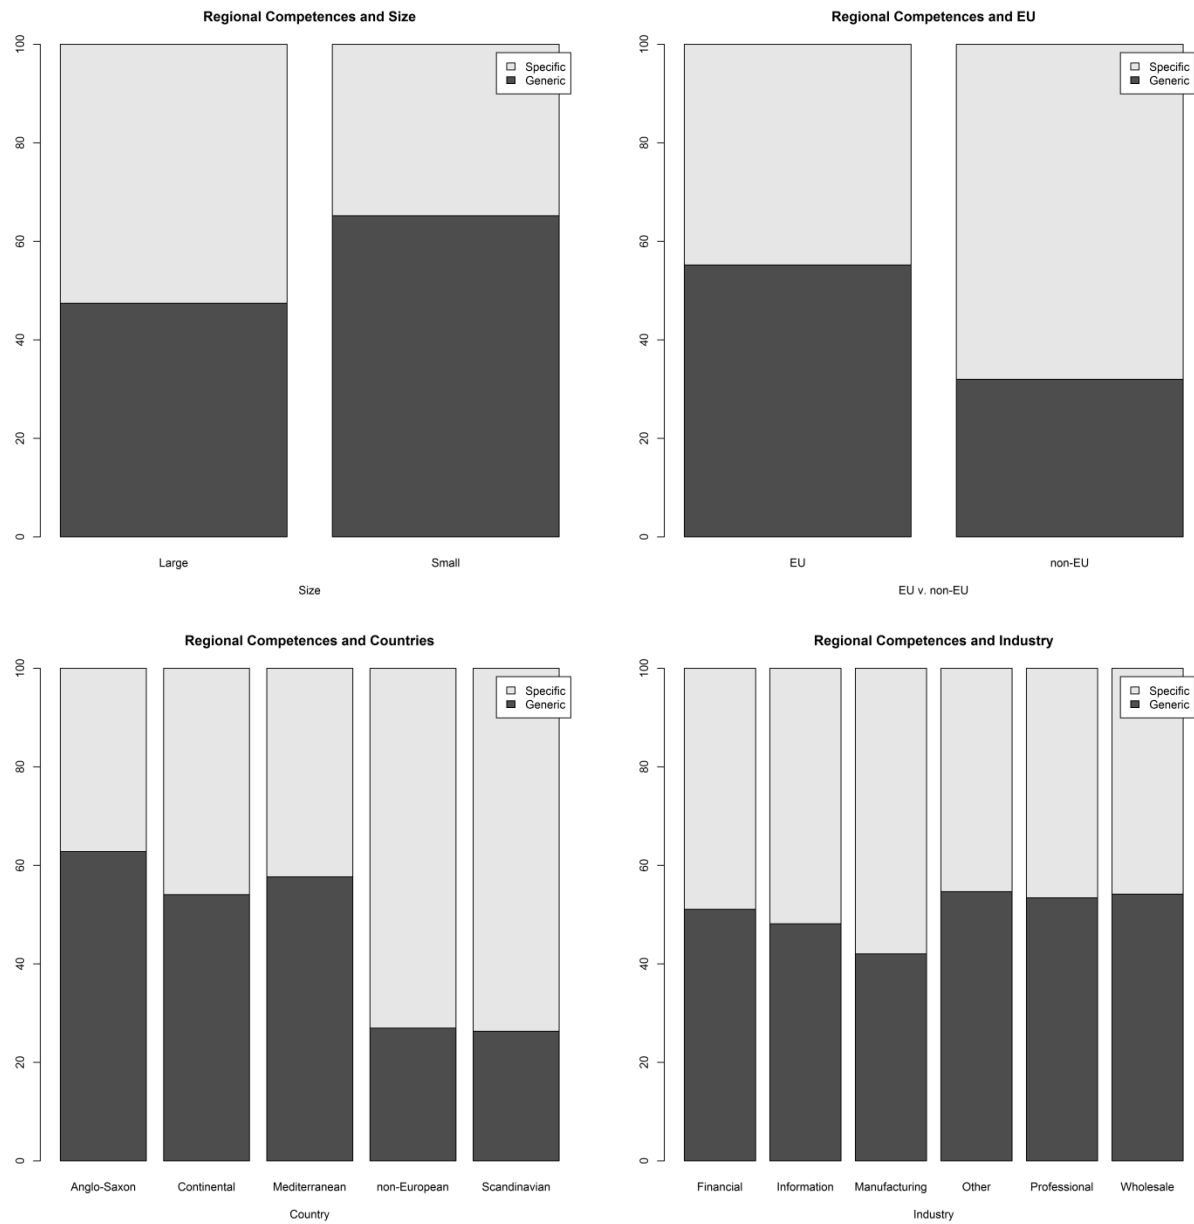 Regional Competences and Size
100
80
60
40
20
0
Specific
Generic
Large
Small
Size
Regional Competences and EU
100
80
60
40
20
0
Specific
Generic
EU
non-EU
EU v. non-EU
Regional Competences and Countries
100
80
60
40
20
0
Specific
Generic
Anglo-Saxon
Continental
Mediterranean
non-European
Scandinavian
Country
Regional Competences and Industry
100
80
60
40
20
0
Specific
Generic
Financial
Information
Manufacturing
Other
Professional
Wholesale
Industry